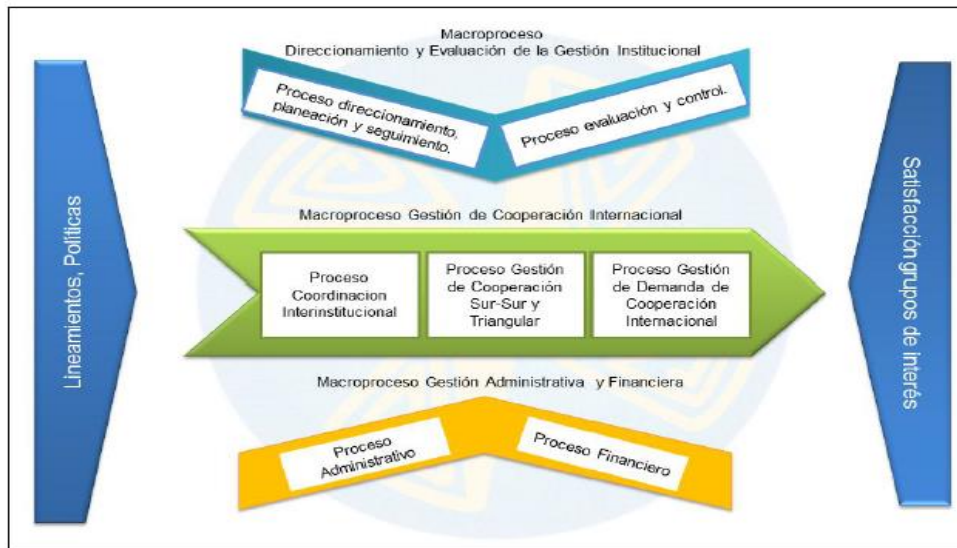 Macroproceso
Direccionamiento y Evaluación de la Gestión Institucional
Proceso direccionamiento,
planeación y seguimiento.
Proceso evaluación y control.
Lineamientos, Políticas
Macroproceso Gestión de Cooperación Internacional
Proceso
Coordinacion
Interinstitucional
Proceso Gestión
de Cooperación
Sur-Sur y
Triangular
Proceso Gestión
de Demanda de
Cooperación
Internacional
Satisfacción grupos de interés
Macroproceso Gestión Administrativa y Financiera
Proceso
Administrativo
Proceso Financiero